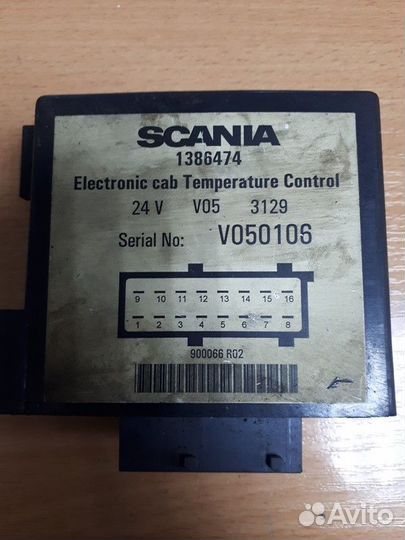 SCANIA
1386474
Electronic cab Temperature Control
24 V V05 3129
Serial No: V050106
9 10 11 12 13 14 15 16
1 2 3 4 5 6 7 8
900066 R02
Avito